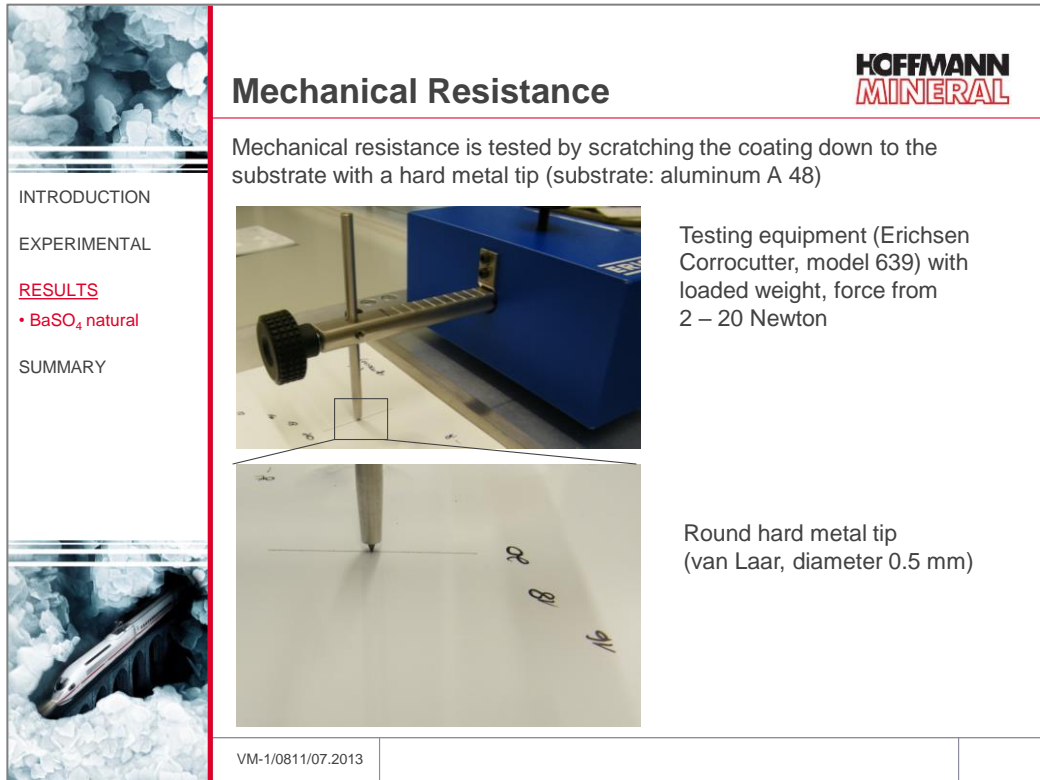 Mechanical Resistance
HOFFMANN
MINERAL
Mechanical resistance is tested by scratching the coating down to the
substrate with a hard metal tip (substrate: aluminum A 48)
INTRODUCTION
EXPERIMENTAL
RESULTS
• BaSO₄ natural
SUMMARY
Testing equipment (Erichsen
Corrocutter, model 639) with
loaded weight, force from
2 – 20 Newton
Round hard metal tip
(van Laar, diameter 0.5 mm)
20
18
16
VM-1/0811/07.2013